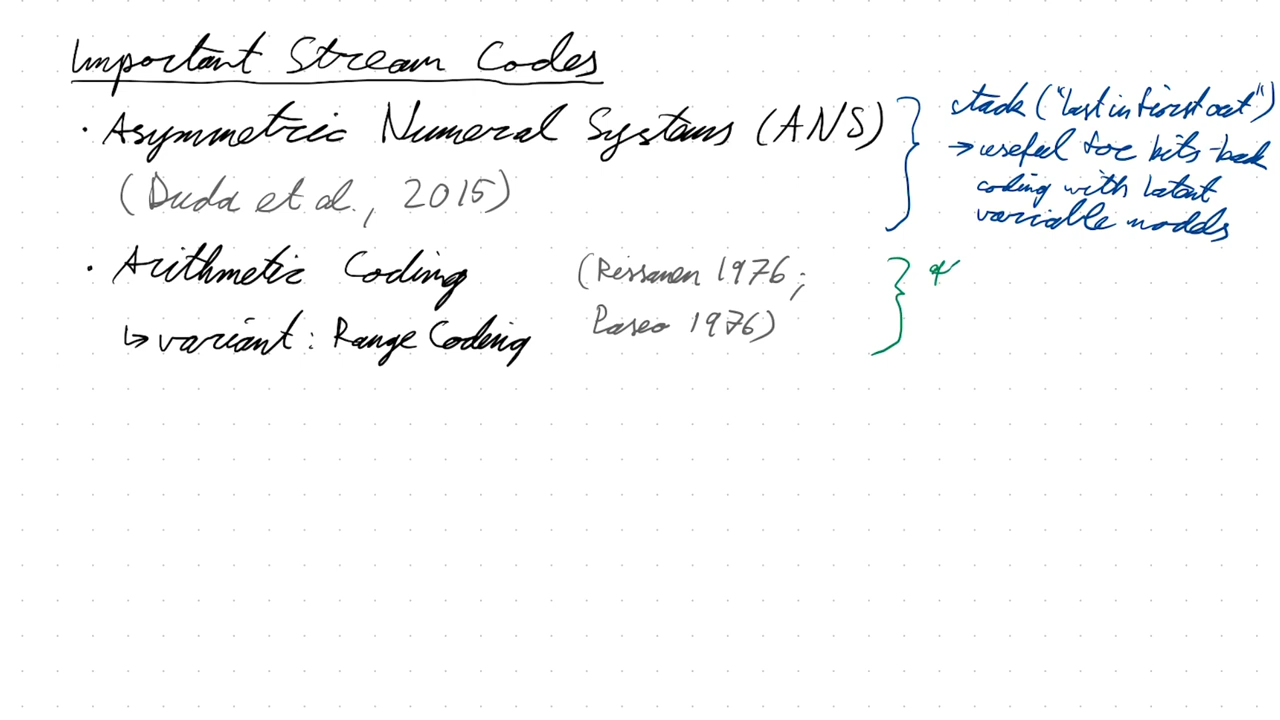 Important Stream Codes
· Asymmetric Numeral Systems (ANS)
(Duda et al., 2015)
stack ("last in first out")
→ useful for bits-back
coding with latent
variable models
· Arithmetic Coding
(Rissanen 1976;
Pasco 1976)
↳ variant: Range Coding